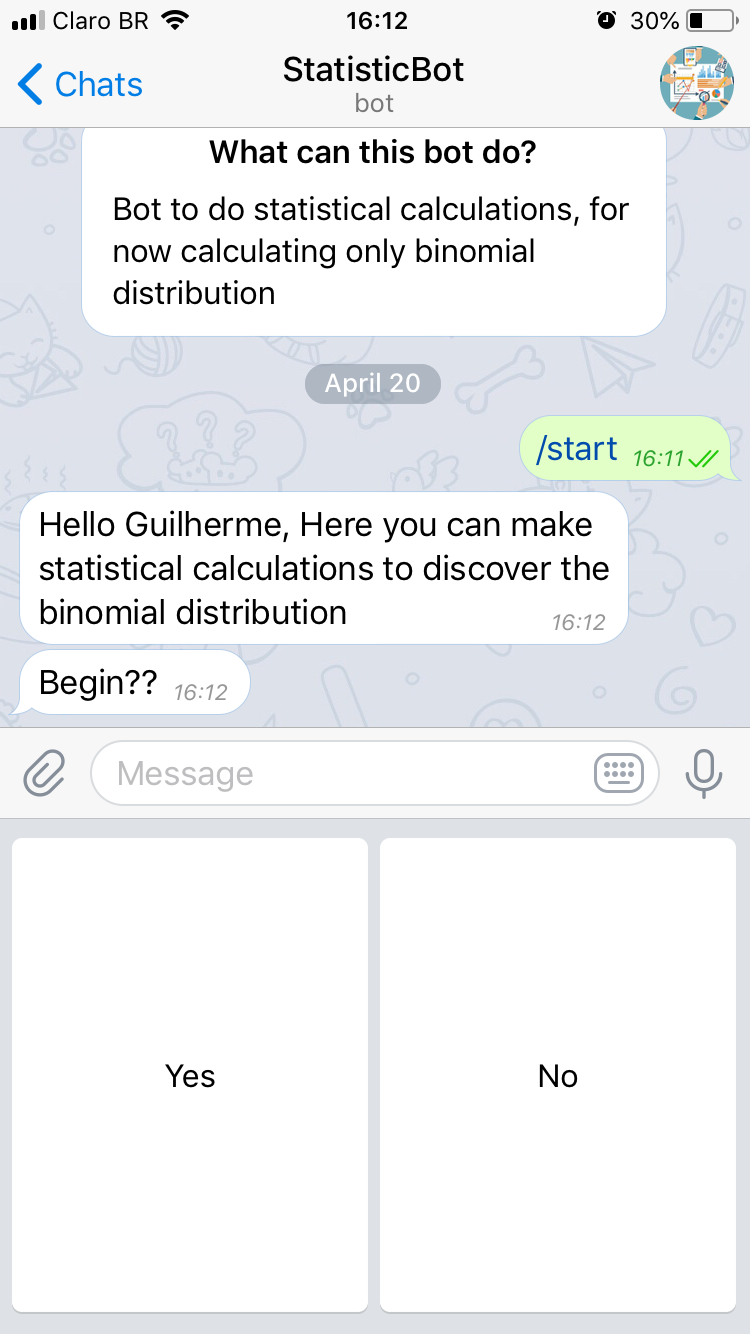 Claro BR 16:12 30%
Chats StatisticBot
bot
What can this bot do?
Bot to do statistical calculations, for
now calculating only binomial
distribution
April 20
/start 16:11
Hello Guilherme, Here you can make
statistical calculations to discover the
binomial distribution 16:12
Begin?? 16:12
Message
Yes No